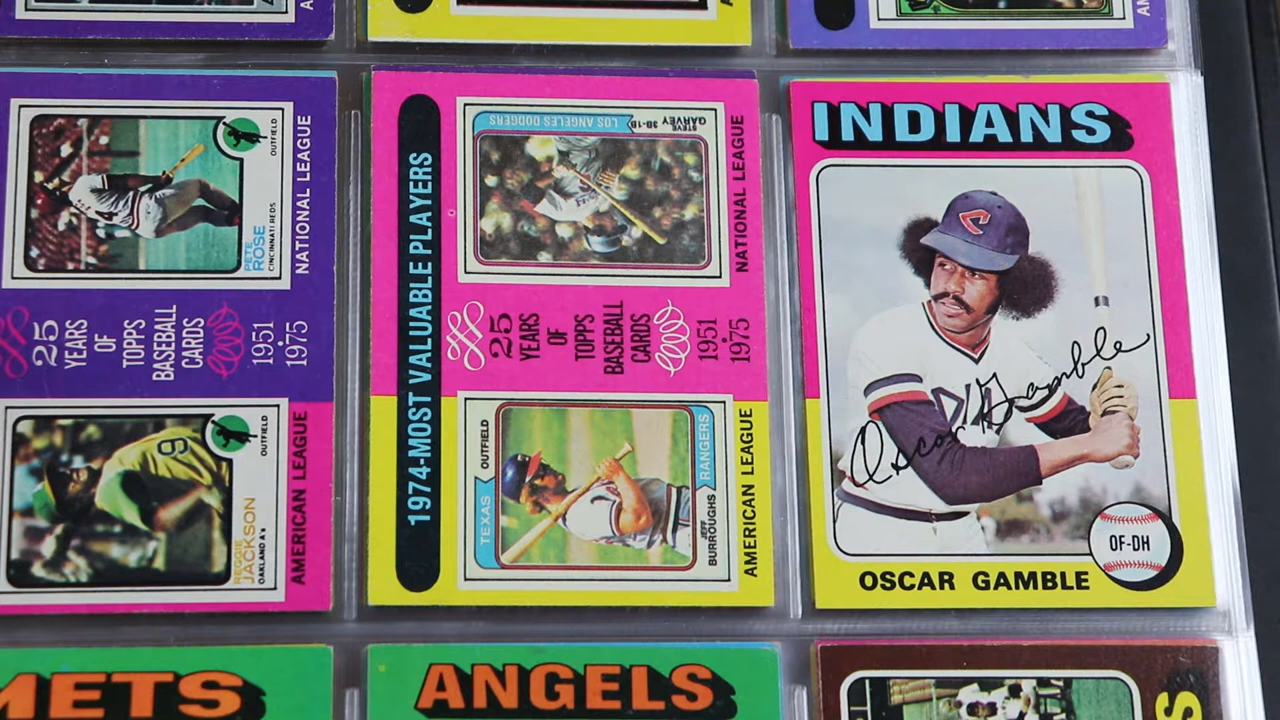 PETE
ROSE
CINCINNATI REDS
OUTFIELD
NATIONAL LEAGUE
25
YEARS
OF
TOPPS
BASEBALL
CARDS
1951
1975
9
REGGIE
JACKSON
OAKLAND A's
OUTFIELD
AMERICAN LEAGUE
1974-MOST VALUABLE PLAYERS
LOS ANGELES DODGERS
STEVE
GARVEY 3B-1B
NATIONAL LEAGUE
25
YEARS
OF
TOPPS
BASEBALL
CARDS
1951
1975
TEXAS
OUTFIELD
RANGERS
JEFF
BURROUGHS
AMERICAN LEAGUE
INDIANS
C
Oscar Gamble
OF-DH
OSCAR GAMBLE
METS
ANGELS